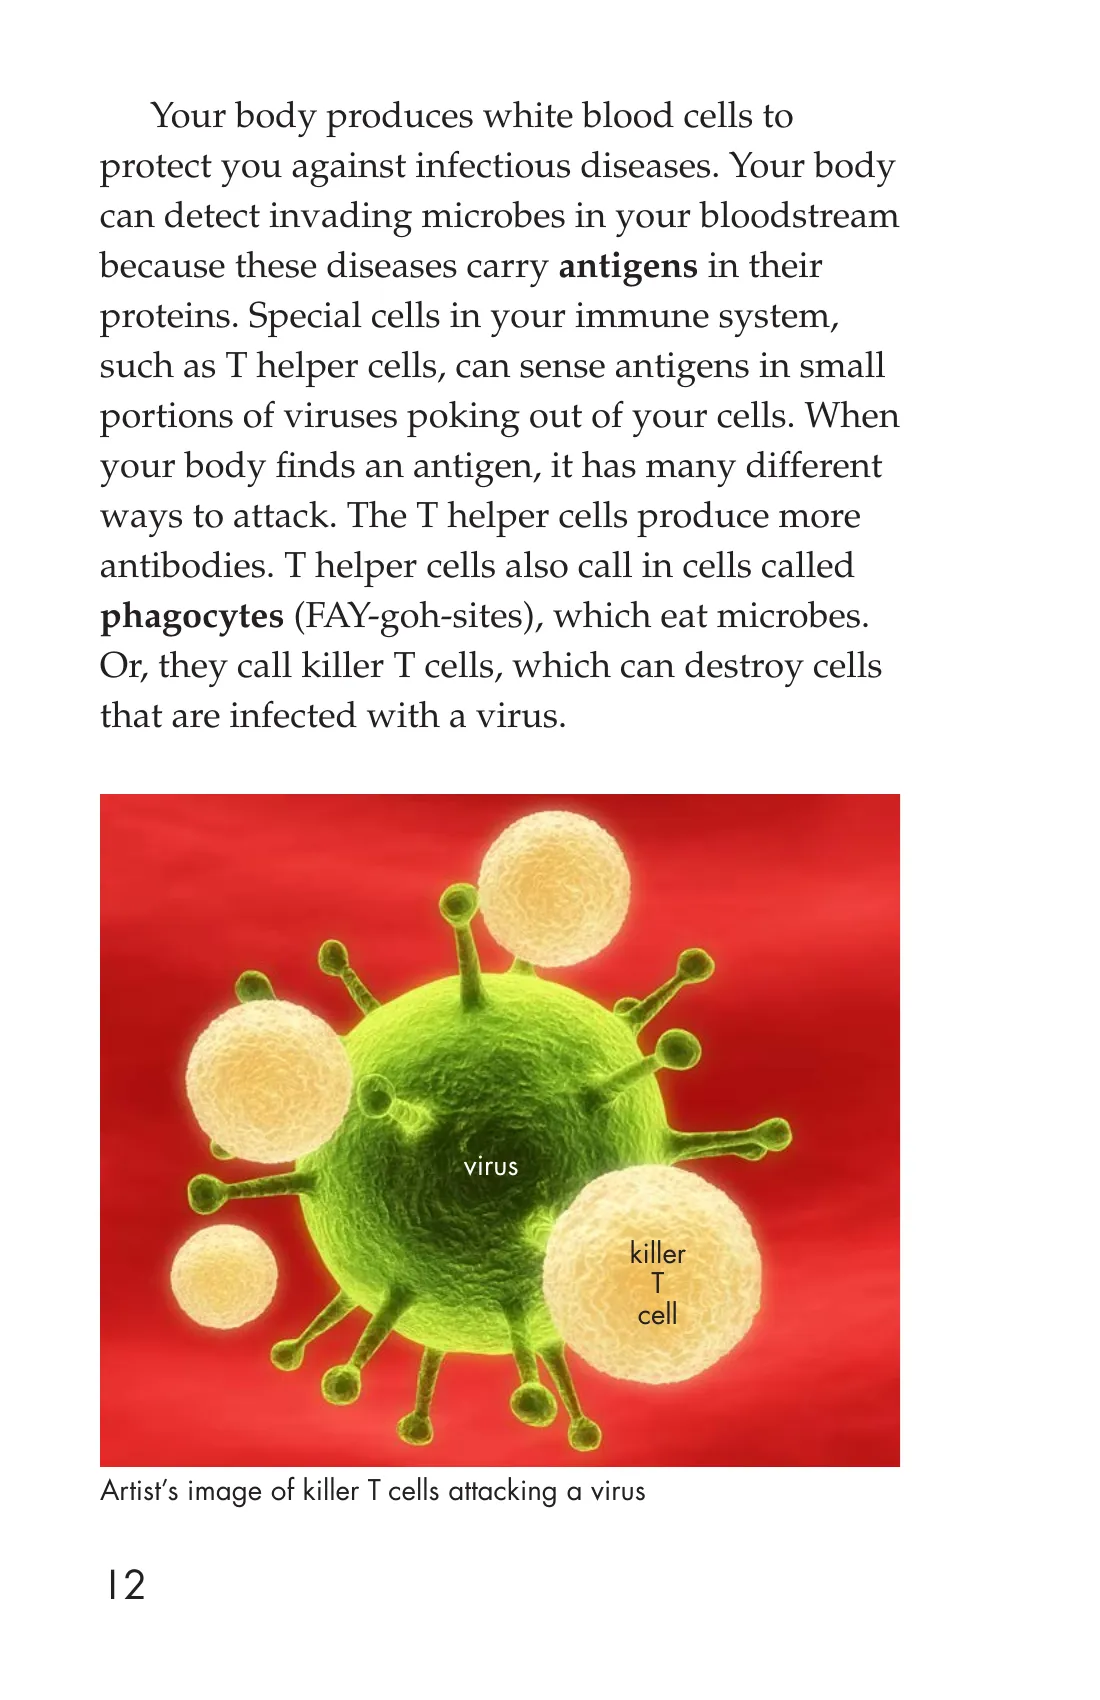 Your body produces white blood cells to
protect you against infectious diseases. Your body
can detect invading microbes in your bloodstream
because these diseases carry antigens in their
proteins. Special cells in your immune system,
such as T helper cells, can sense antigens in small
portions of viruses poking out of your cells. When
your body finds an antigen, it has many different
ways to attack. The T helper cells produce more
antibodies. T helper cells also call in cells called
phagocytes (FAY-goh-sites), which eat microbes.
Or, they call killer T cells, which can destroy cells
that are infected with a virus.
virus
killer
T
cell
Artist's image of killer T cells attacking a virus
12